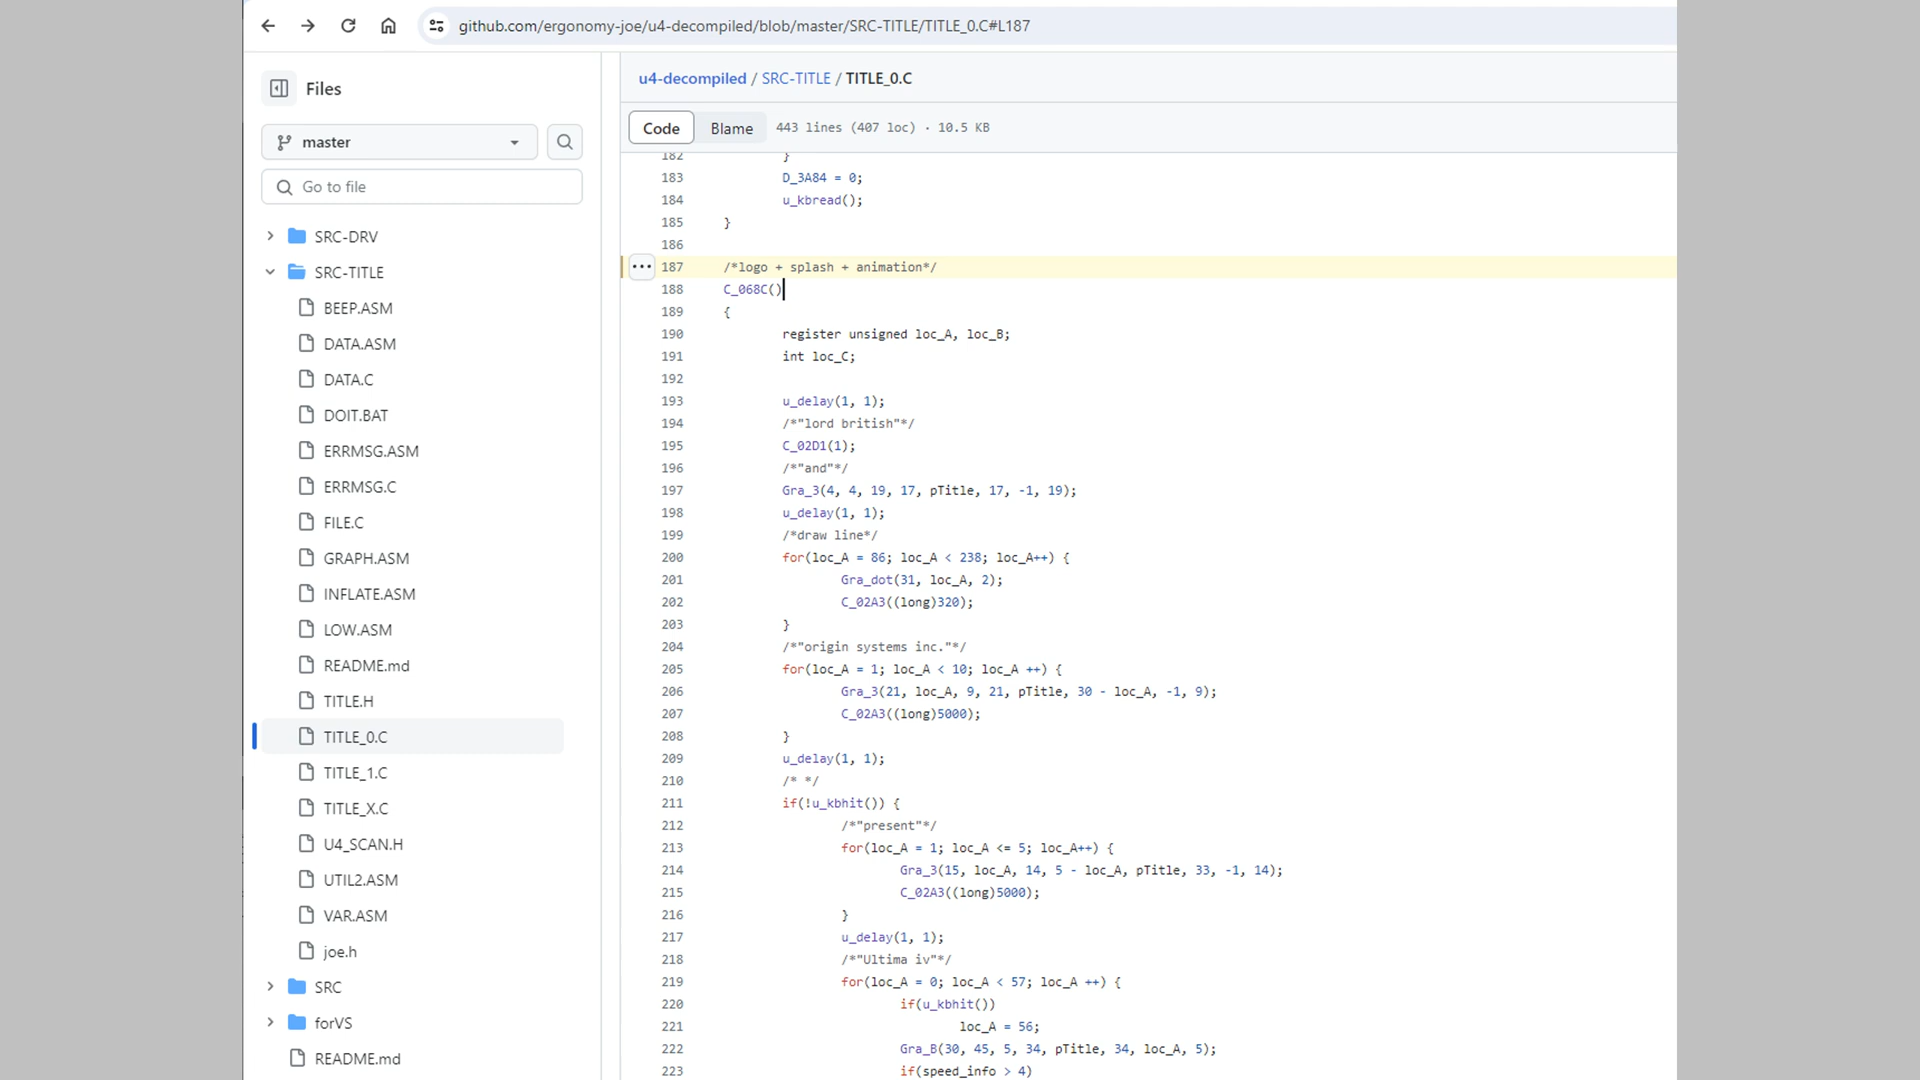 github.com/ergonomy-joe/u4-decompiled/blob/master/SRC-TITLE/TITLE_0.C#L187
Files
master
Go to file
SRC-DRV
SRC-TITLE
BEEP.ASM
DATA.ASM
DATA.C
DOIT.BAT
ERRMSG.ASM
ERRMSG.C
FILE.C
GRAPH.ASM
INFLATE.ASM
LOW.ASM
README.md
TITLE.H
TITLE_0.C
TITLE_1.C
TITLE_X.C
U4_SCAN.H
UTIL2.ASM
VAR.ASM
joe.h
SRC
forVS
README.md
u4-decompiled / SRC-TITLE / TITLE_0.C
Code Blame 443 lines (407 loc) · 10.5 KB
182 }
183 D_3A84 = 0;
184 u_kbread();
185 }
186
187 /*logo + splash + animation*/
188 C_068C()
189 {
190 register unsigned loc_A, loc_B;
191 int loc_C;
192
193 u_delay(1, 1);
194 /*"lord british"*/
195 C_02D1(1);
196 /*"and"*/
197 Gra_3(4, 4, 19, 17, pTitle, 17, -1, 19);
198 u_delay(1, 1);
199 /*draw line*/
200 for(loc_A = 86; loc_A < 238; loc_A++) {
201 Gra_dot(31, loc_A, 2);
202 C_02A3((long)320);
203 }
204 /*"origin systems inc."*/
205 for(loc_A = 1; loc_A < 10; loc_A ++) {
206 Gra_3(21, loc_A, 9, 21, pTitle, 30 - loc_A, -1, 9);
207 C_02A3((long)5000);
208 }
209 u_delay(1, 1);
210 /* */
211 if(!u_kbhit()) {
212 /*"present"*/
213 for(loc_A = 1; loc_A <= 5; loc_A++) {
214 Gra_3(15, loc_A, 14, 5 - loc_A, pTitle, 33, -1, 14);
215 C_02A3((long)5000);
216 }
217 u_delay(1, 1);
218 /*"Ultima iv"*/
219 for(loc_A = 0; loc_A < 57; loc_A ++) {
220 if(u_kbhit())
221 loc_A = 56;
222 Gra_B(30, 45, 5, 34, pTitle, 34, loc_A, 5);
223 if(speed_info > 4)